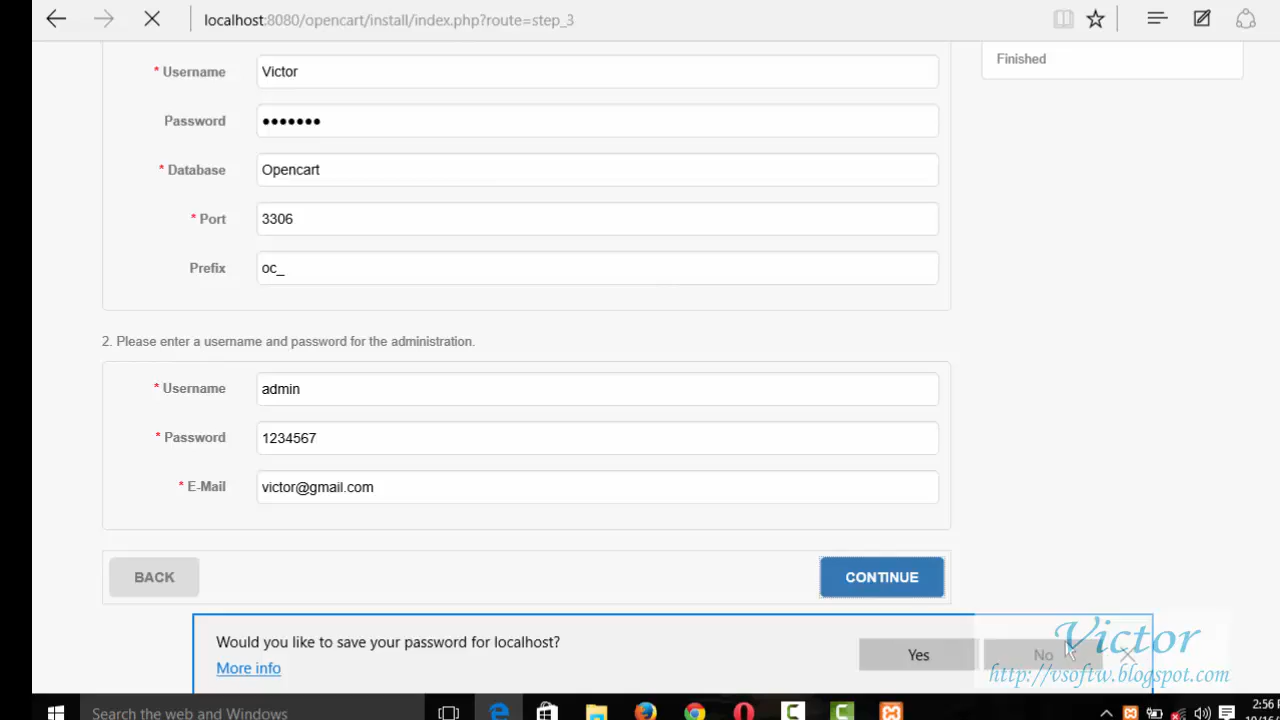 localhost:8080/opencart/install/index.php?route=step_3
Finished
* Username Victor
Password •••••••
* Database Opencart
* Port 3306
Prefix oc_
2. Please enter a username and password for the administration.
* Username admin
* Password 1234567
* E-Mail victor@gmail.com
BACK CONTINUE
Would you like to save your password for localhost?
More info
Yes No
Victor
http://vsoftw.blogspot.com
Search the web and Windows
2:56